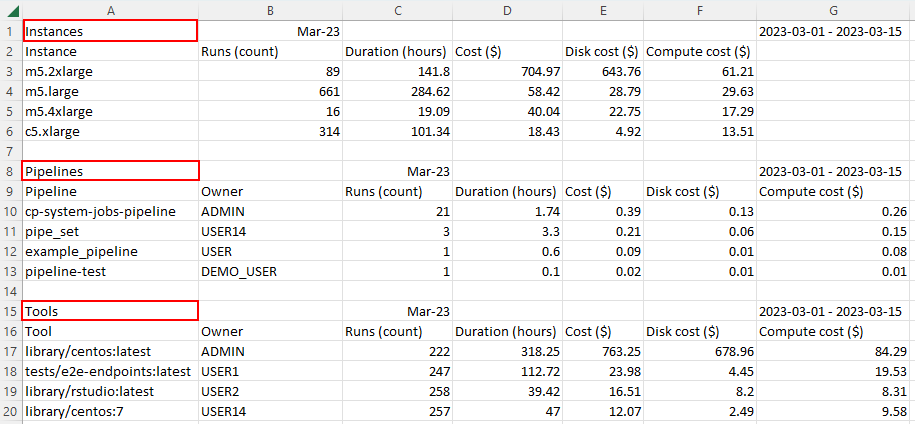 A B C D E F G
1 Instances Mar-23 2023-03-01 - 2023-03-15
2 Instance Runs (count) Duration (hours) Cost ($) Disk cost ($) Compute cost ($)
3 m5.2xlarge 89 141.8 704.97 643.76 61.21
4 m5.large 661 284.62 58.42 28.79 29.63
5 m5.4xlarge 16 19.09 40.04 22.75 17.29
6 c5.xlarge 314 101.34 18.43 4.92 13.51
7
8 Pipelines Mar-23 2023-03-01 - 2023-03-15
9 Pipeline Owner Runs (count) Duration (hours) Cost ($) Disk cost ($) Compute cost ($)
10 cp-system-jobs-pipeline ADMIN 21 1.74 0.39 0.13 0.26
11 pipe_set USER14 3 3.3 0.21 0.06 0.15
12 example_pipeline USER 1 0.6 0.09 0.01 0.08
13 pipeline-test DEMO_USER 1 0.1 0.02 0.01 0.01
14
15 Tools Mar-23 2023-03-01 - 2023-03-15
16 Tool Owner Runs (count) Duration (hours) Cost ($) Disk cost ($) Compute cost ($)
17 library/centos:latest ADMIN 222 318.25 763.25 678.96 84.29
18 tests/e2e-endpoints:latest USER1 247 112.72 23.98 4.45 19.53
19 library/rstudio:latest USER2 258 39.42 16.51 8.2 8.31
20 library/centos:7 USER14 257 47 12.07 2.49 9.58